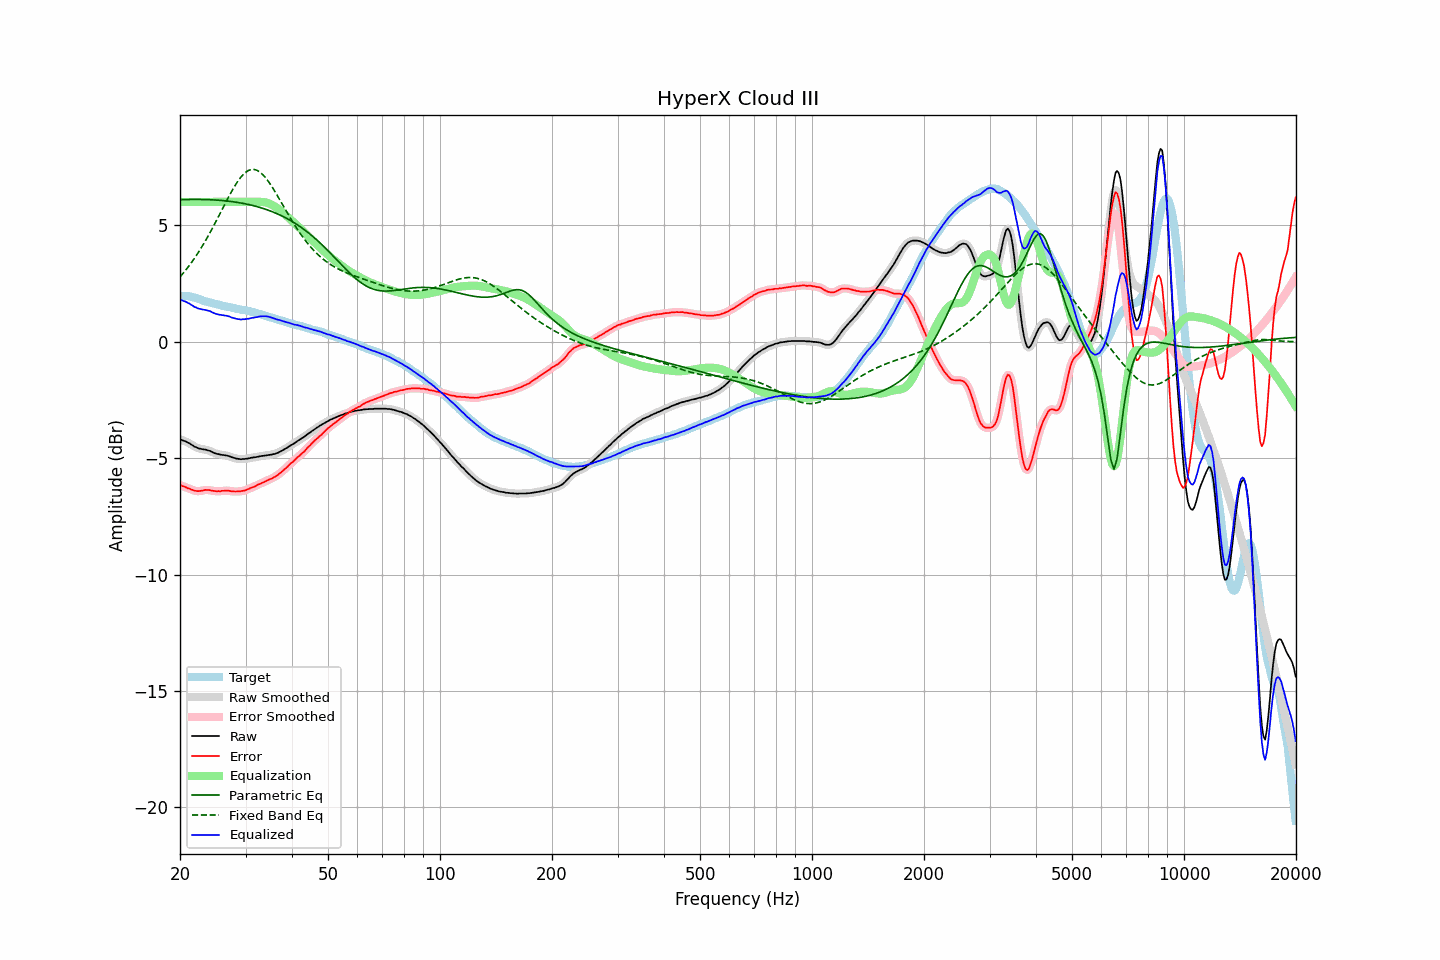 HyperX Cloud III
Amplitude (dBr)
5
0
−5
−10
−15
−20
Target
Raw Smoothed
Error Smoothed
Raw
Error
Equalization
Parametric Eq
Fixed Band Eq
Equalized
20 50 100 200 500 1000 2000 5000 10000 20000
Frequency (Hz)